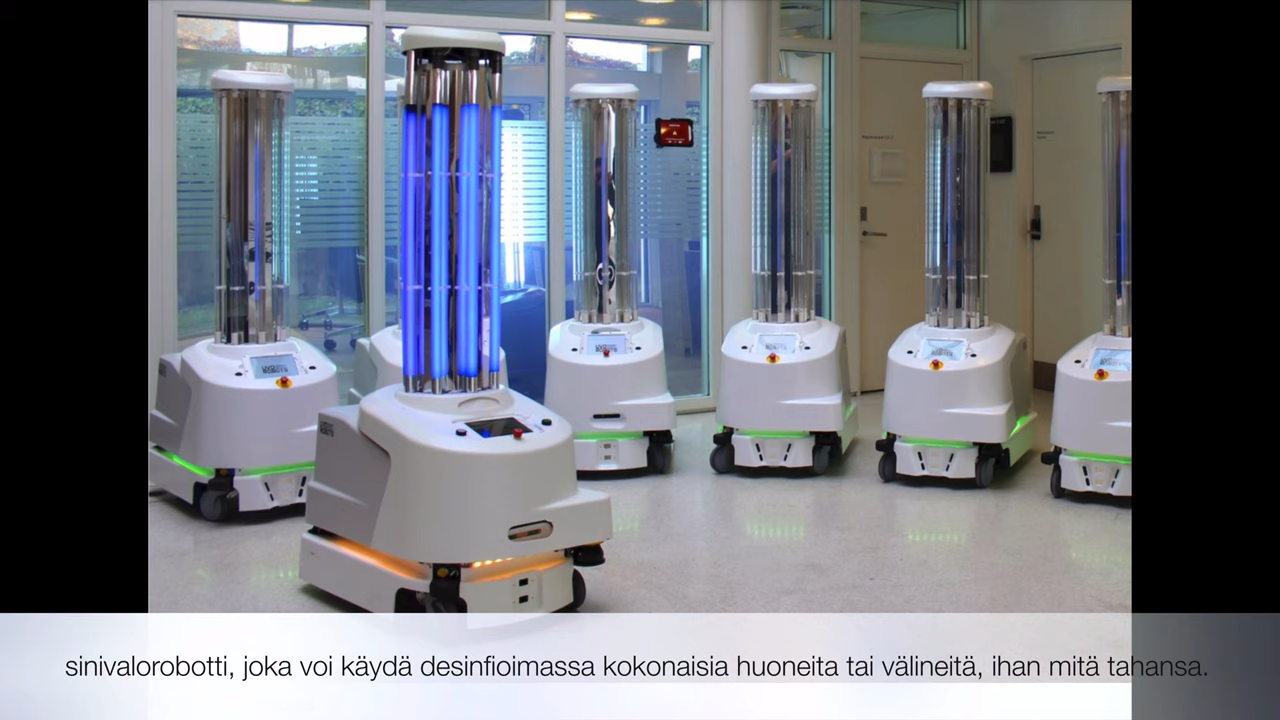 sinivalorobotti, joka voi käydä desinfioimassa kokonaisia huoneita tai välineitä, ihan mitä tahansa.